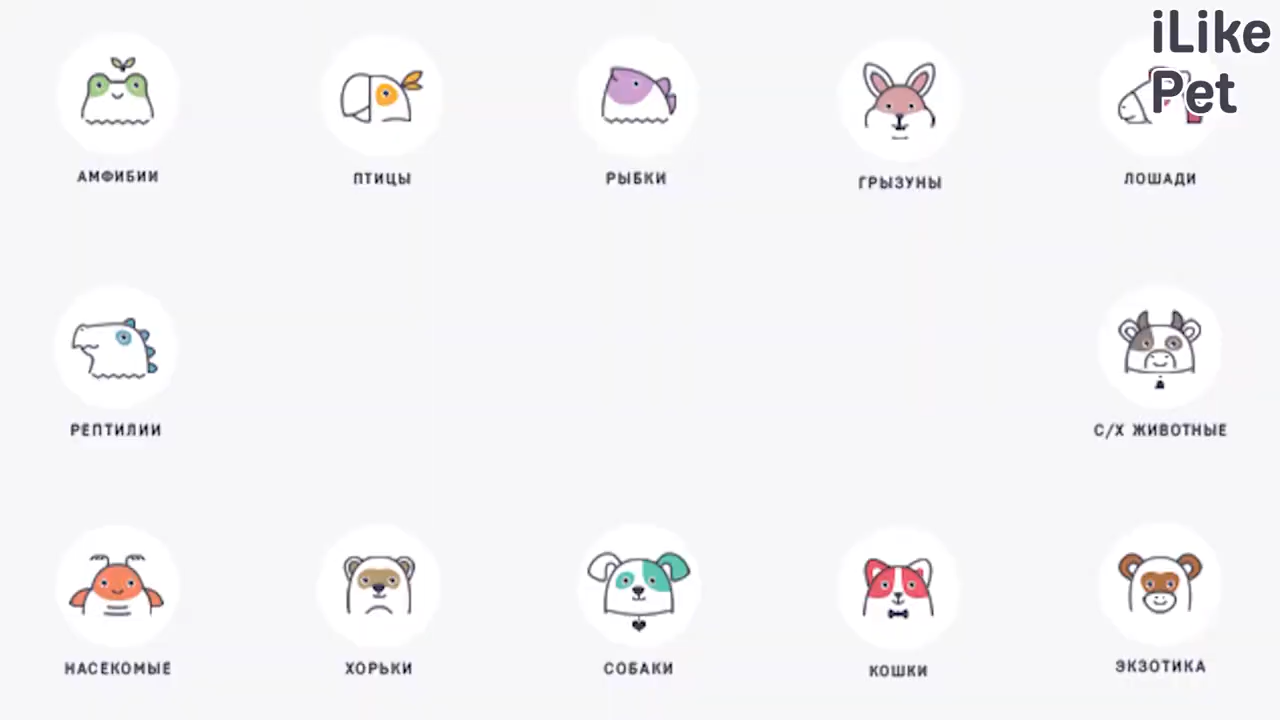 iLike
Pet
АМФИБИИ
ПТИЦЫ
РЫБКИ
ГРЫЗУНЫ
ЛОШАДИ
РЕПТИЛИИ
С/Х ЖИВОТНЫЕ
НАСЕКОМЫЕ
ХОРЬКИ
СОБАКИ
КОШКИ
ЭКЗОТИКА